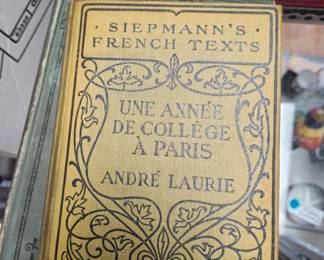 SIEPMANN'S
FRENCH TEXTS
UNE ANNÉE
DE COLLÈGE
À PARIS
ANDRÉ LAURIE